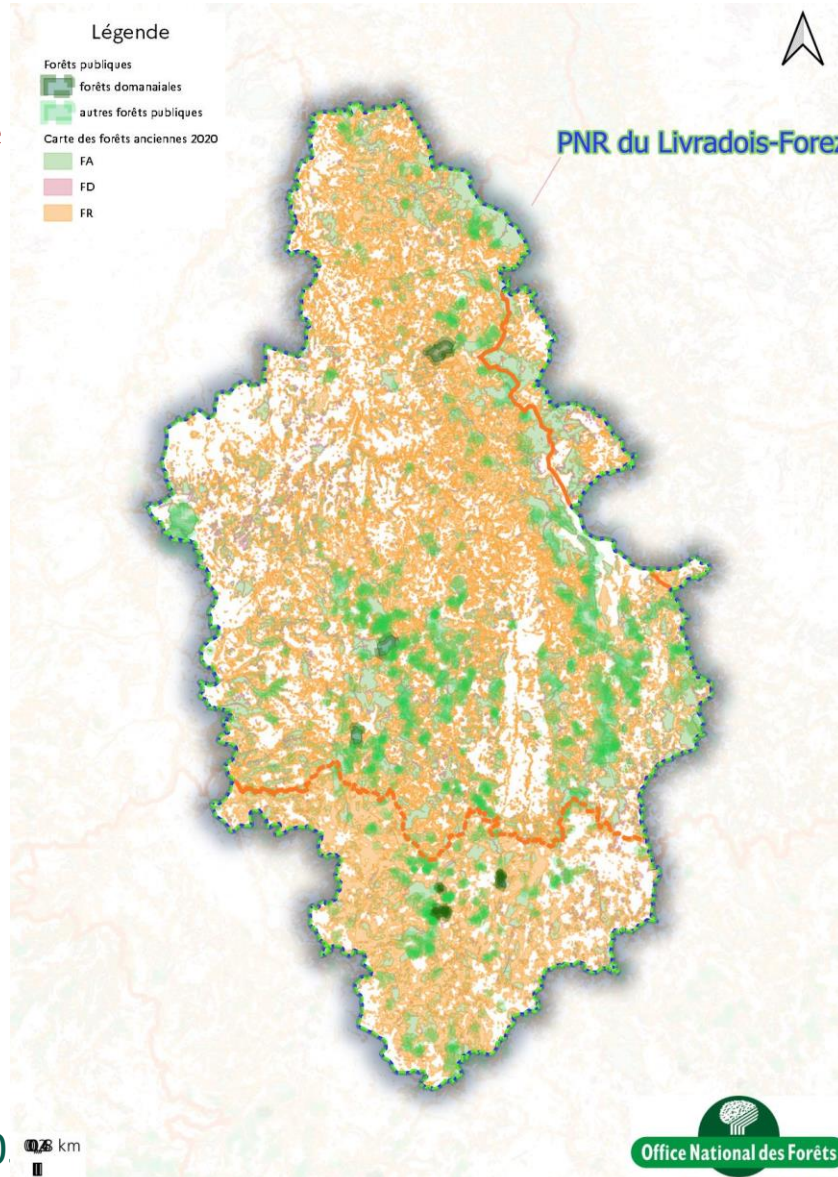 Légende
Forêts publiques
forêts domanaiales
autres forêts publiques
Carte des forêts anciennes 2020
FA
FD
FR
PNR du Livradois-Forez
km
Office National des Forêts